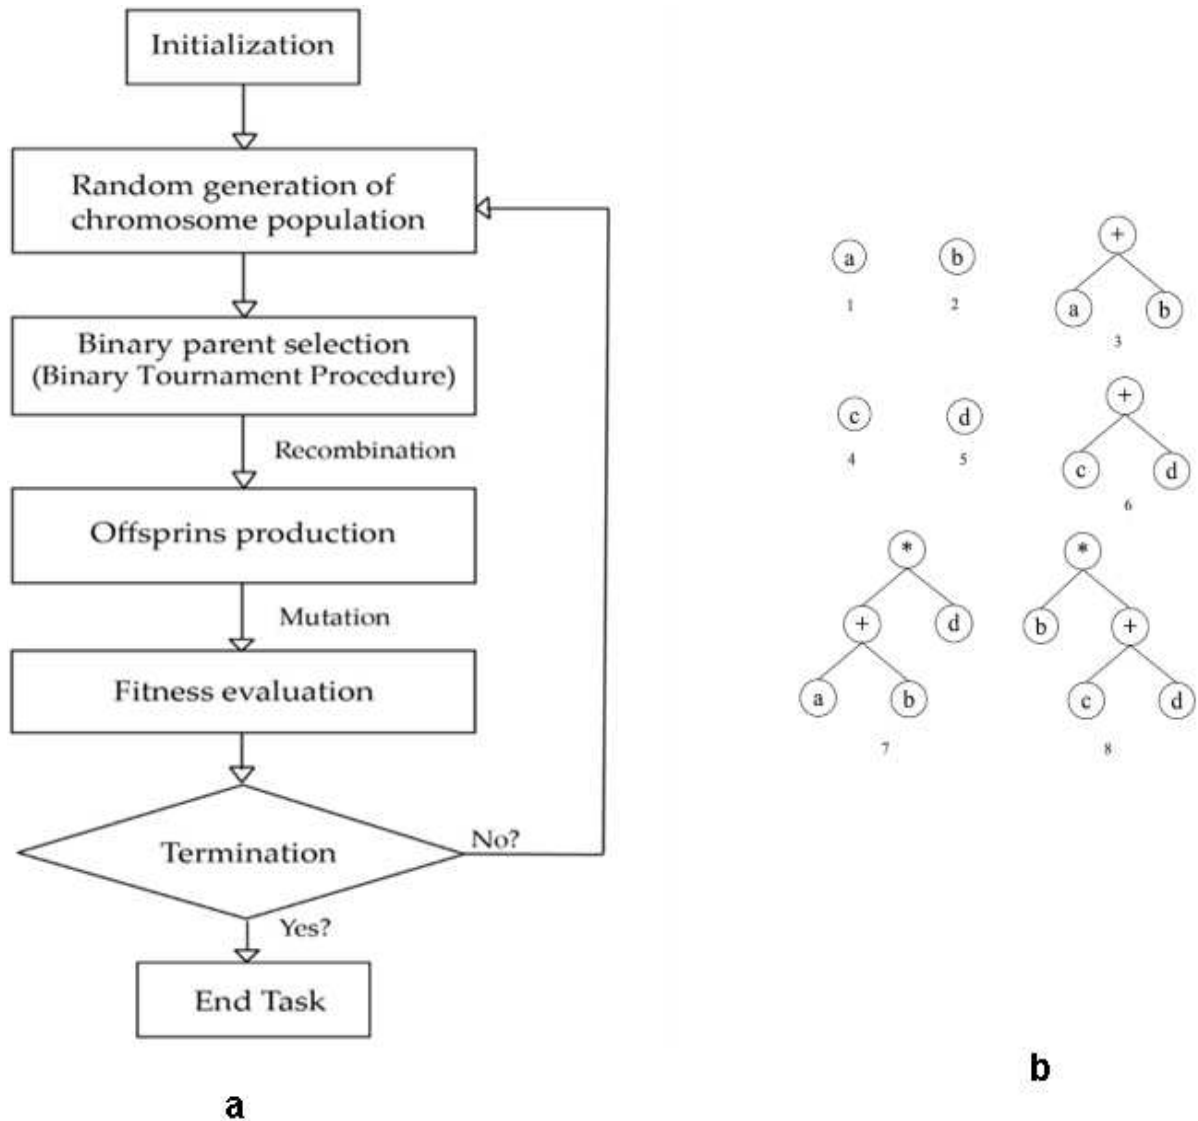 Initialization
Random generation of
chromosome population
Binary parent selection
(Binary Tournament Procedure)
Recombination
Offsprins production
Mutation
Fitness evaluation
Termination
No?
Yes?
End Task
a
a
1
b
2
+
a
b
3
c
4
d
5
+
c
d
6
*
+
d
a
b
7
*
b
+
c
d
8
b